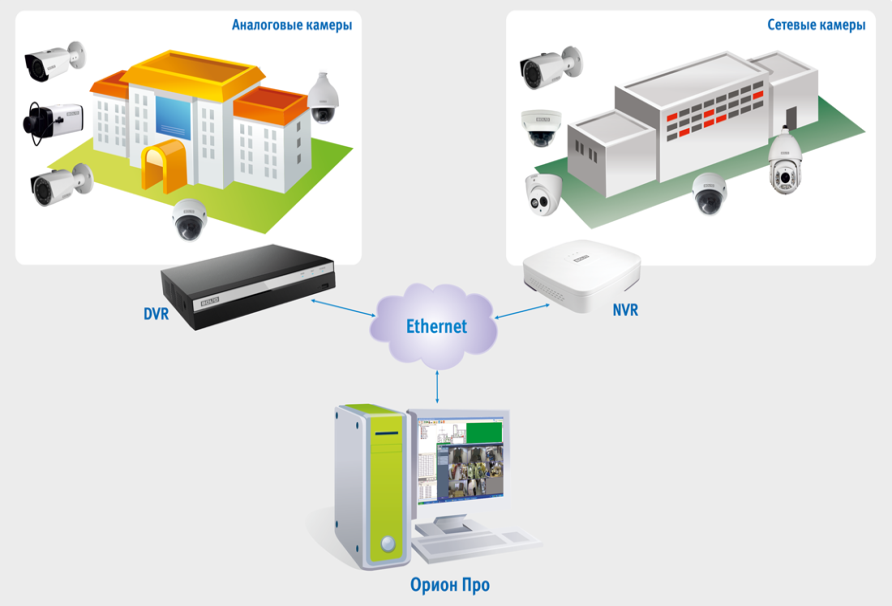 Аналоговые камеры
Сетевые камеры
DVR
Ethernet
NVR
Орион Про